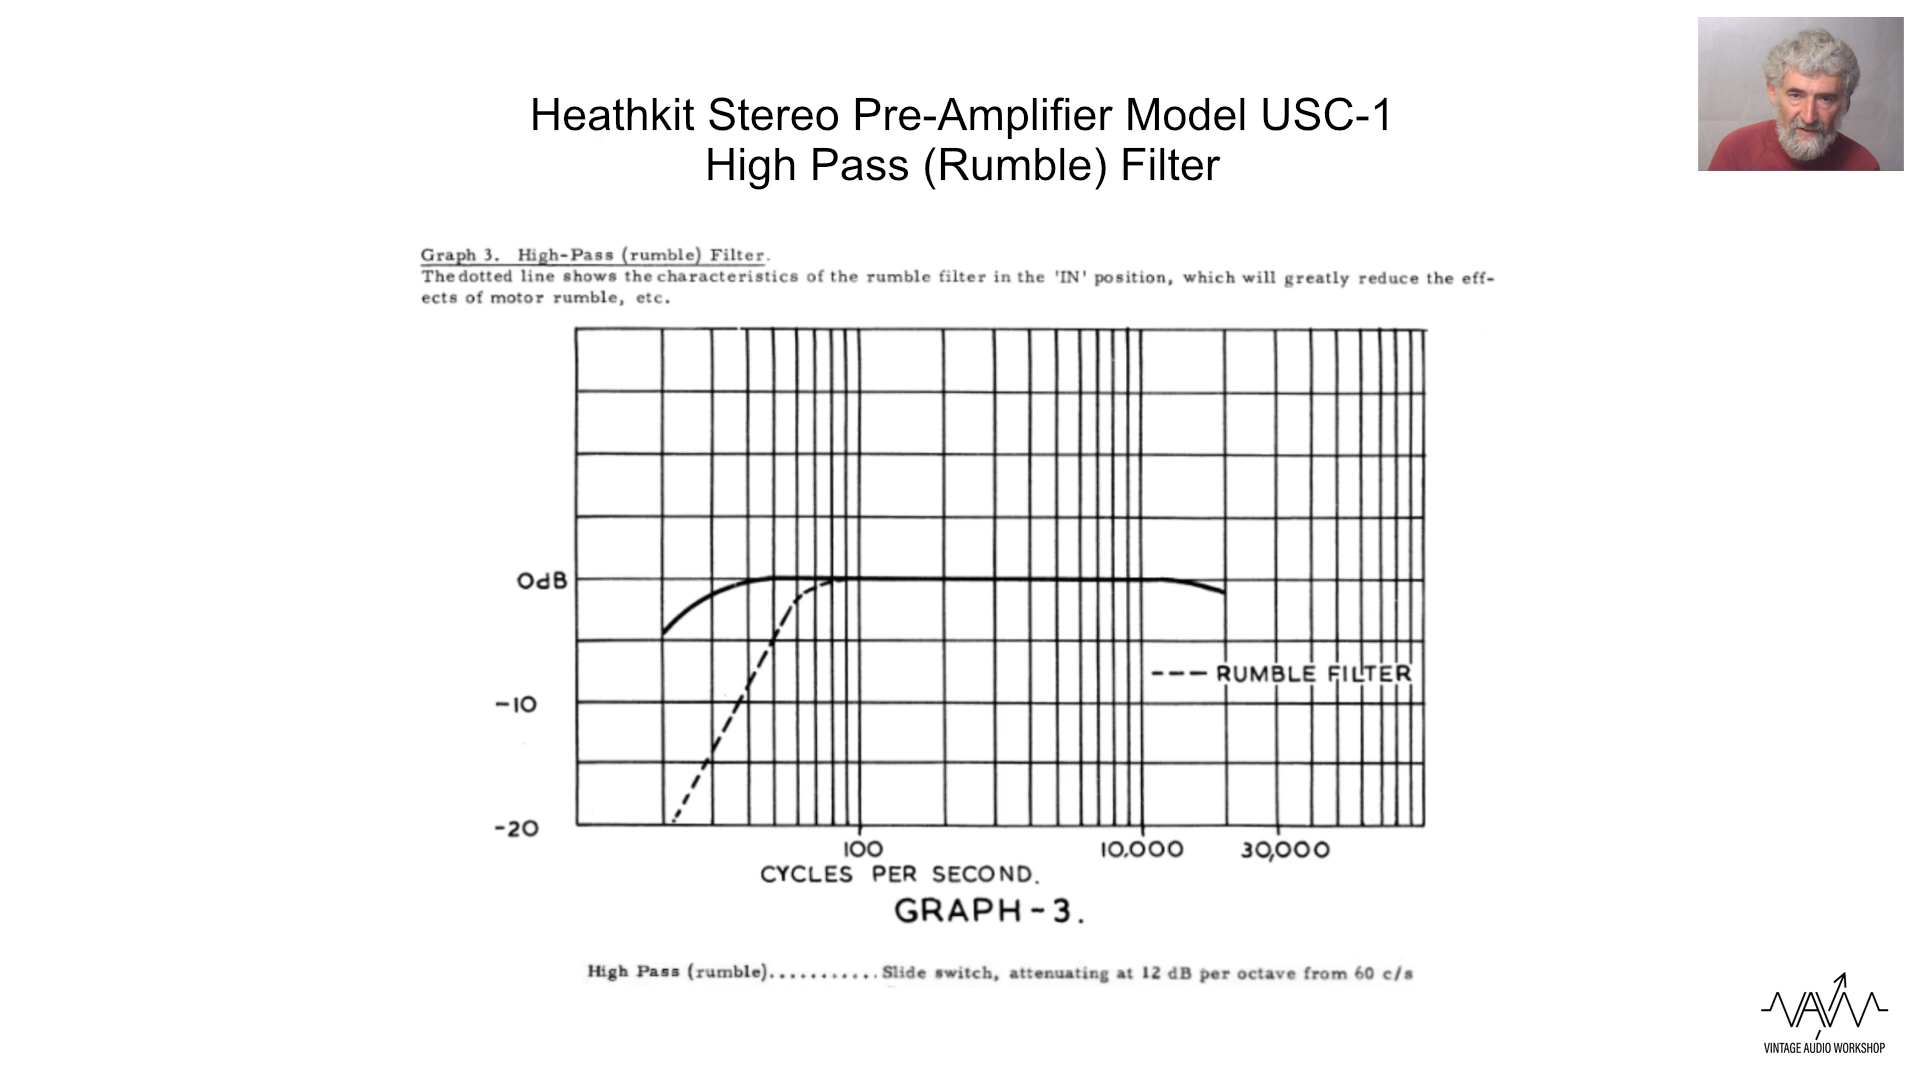 Heathkit Stereo Pre-Amplifier Model USC-1
High Pass (Rumble) Filter
Graph 3. High-Pass (rumble) Filter.
The dotted line shows the characteristics of the rumble filter in the 'IN' position, which will greatly reduce the eff-
ects of motor rumble, etc.
0dB
--- RUMBLE FILTER
-10
-20
100
10,000
30,000
CYCLES PER SECOND.
GRAPH-3.
High Pass (rumble)........... Slide switch, attenuating at 12 dB per octave from 60 c/s
VAW
VINTAGE AUDIO WORKSHOP